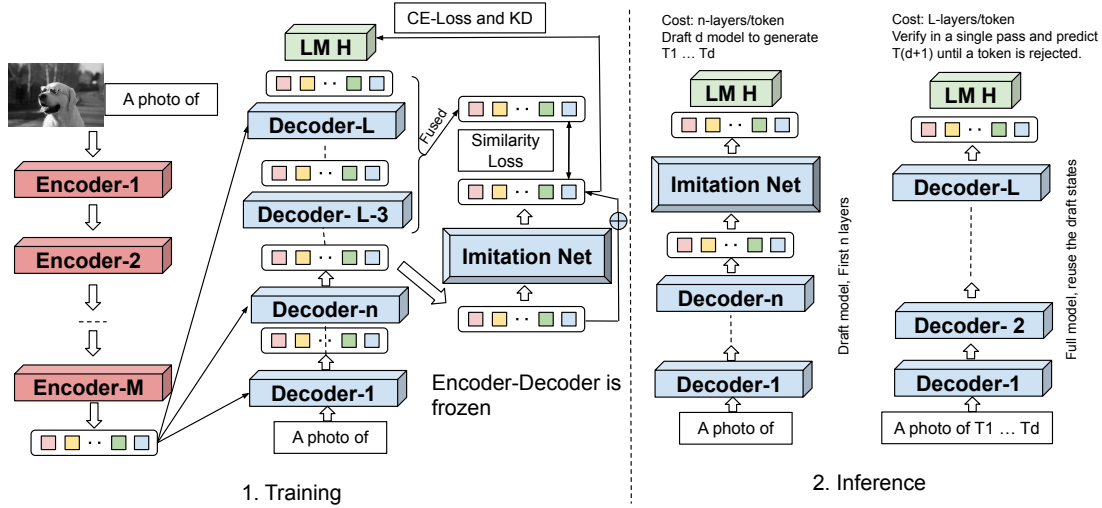 CE-Loss and KD
LM H
A photo of
Decoder-L
Fused
Similarity
Loss
Encoder-1
Decoder- L-3
Encoder-2
Imitation Net
Decoder-n
Encoder-M
Decoder-1
Encoder-Decoder is
frozen
A photo of
1. Training
Cost: n-layers/token
Draft d model to generate
T1 ... Td
LM H
Imitation Net
Decoder-n
Decoder-1
A photo of
Draft model, First n layers
Cost: L-layers/token
Verify in a single pass and predict
T(d+1) until a token is rejected.
LM H
Decoder-L
Decoder- 2
Decoder-1
A photo of T1 ... Td
Full model, reuse the draft states
2. Inference